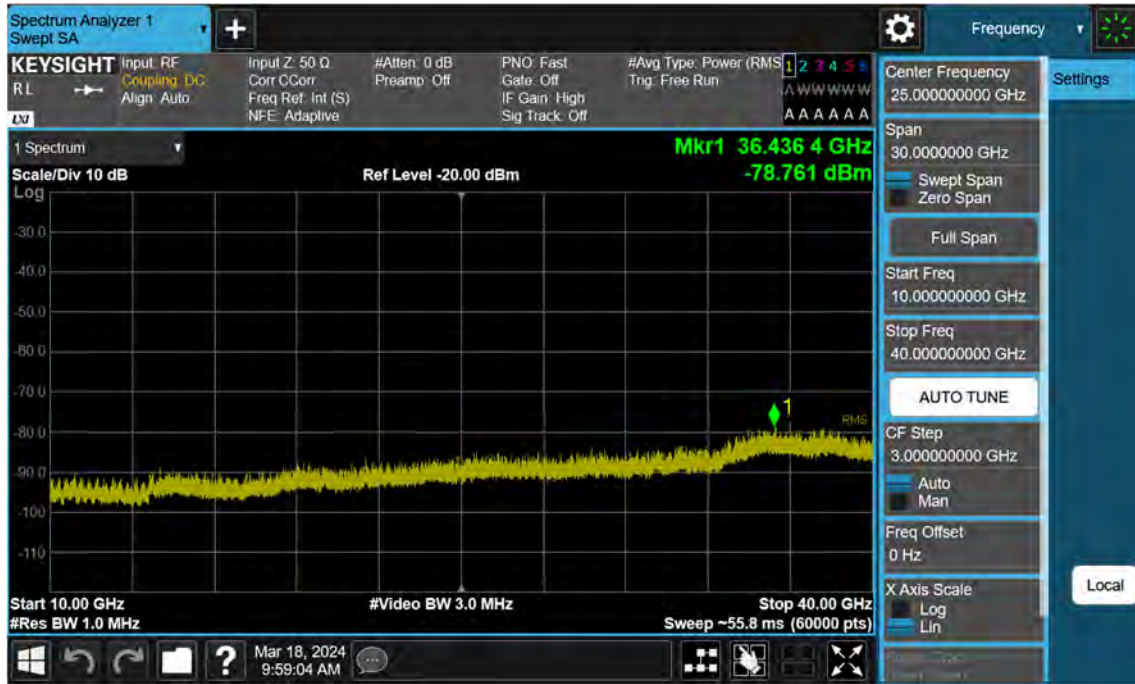 Spectrum Analyzer 1
Swept SA
Frequency
KEYSIGHT
RL
LXI
Input: RF
Coupling: DC
Align: Auto
Input Z: 50 Ω
Corr CCorr
Freq Ref: Int (S)
NFE: Adaptive
#Atten: 0 dB
Preamp: Off
PNO: Fast
Gate: Off
IF Gain: High
Sig Track: Off
#Avg Type: Power (RMS
Trig: Free Run
1 2 3 4 5 6
A W W W W W
A A A A A A
1 Spectrum
Mkr1 36.436 4 GHz
-78.761 dBm
Scale/Div 10 dB
Ref Level -20.00 dBm
Log
-30.0
-40.0
-50.0
-60.0
-70.0
-80.0
-90.0
-100
-110
1
RMS
Start 10.00 GHz
#Video BW 3.0 MHz
Stop 40.00 GHz
#Res BW 1.0 MHz
Sweep ~55.8 ms (60000 pts)
Center Frequency
25.000000000 GHz
Settings
Span
30.0000000 GHz
Swept Span
Zero Span
Full Span
Start Freq
10.000000000 GHz
Stop Freq
40.000000000 GHz
AUTO TUNE
CF Step
3.000000000 GHz
Auto
Man
Freq Offset
0 Hz
X Axis Scale
Log
Lin
Local
Mar 18, 2024
9:59:04 AM